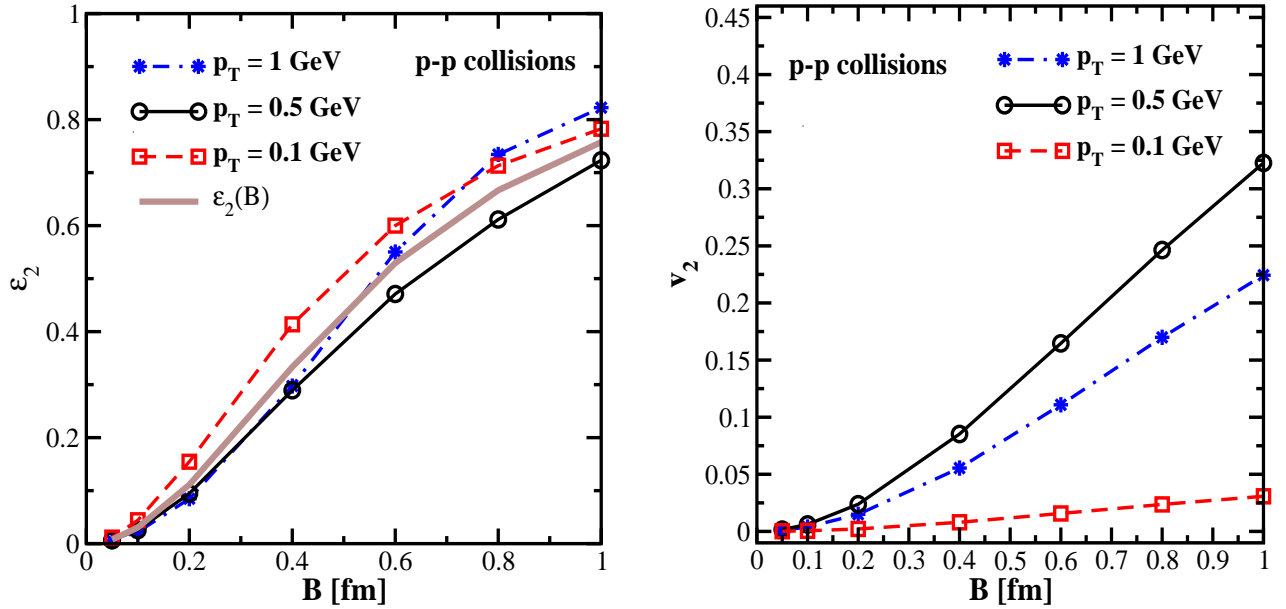 p_T = 1 GeV
p_T = 0.5 GeV
p_T = 0.1 GeV
ε_2(B)
p-p collisions
1
0.8
0.6
0.4
0.2
0
ε_2
0 0.2 0.4 0.6 0.8 1
B [fm]
p-p collisions
p_T = 1 GeV
p_T = 0.5 GeV
p_T = 0.1 GeV
0.45
0.4
0.35
0.3
0.25
0.2
0.15
0.1
0.05
0
v_2
0 0.1 0.2 0.3 0.4 0.5 0.6 0.7 0.8 0.9 1
B [fm]